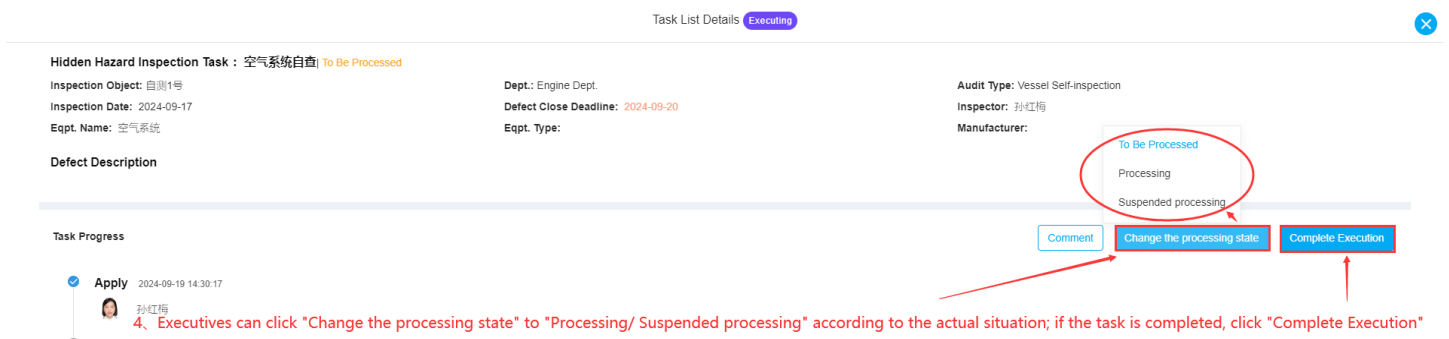 Task List Details Executing
Hidden Hazard Inspection Task： 空气系统自查| To Be Processed
Inspection Object: 自测1号 Dept.: Engine Dept. Audit Type: Vessel Self-inspection
Inspection Date: 2024-09-17 Defect Close Deadline: 2024-09-20 Inspector: 孙红梅
Eqpt. Name: 空气系统 Eqpt. Type: Manufacturer:
To Be Processed
Defect Description
Processing
Suspended processing
Task Progress Comment Change the processing state Complete Execution
Apply 2024-09-19 14:30:17
孙红梅
4、Executives can click "Change the processing state" to "Processing/ Suspended processing" according to the actual situation; if the task is completed, click "Complete Execution"